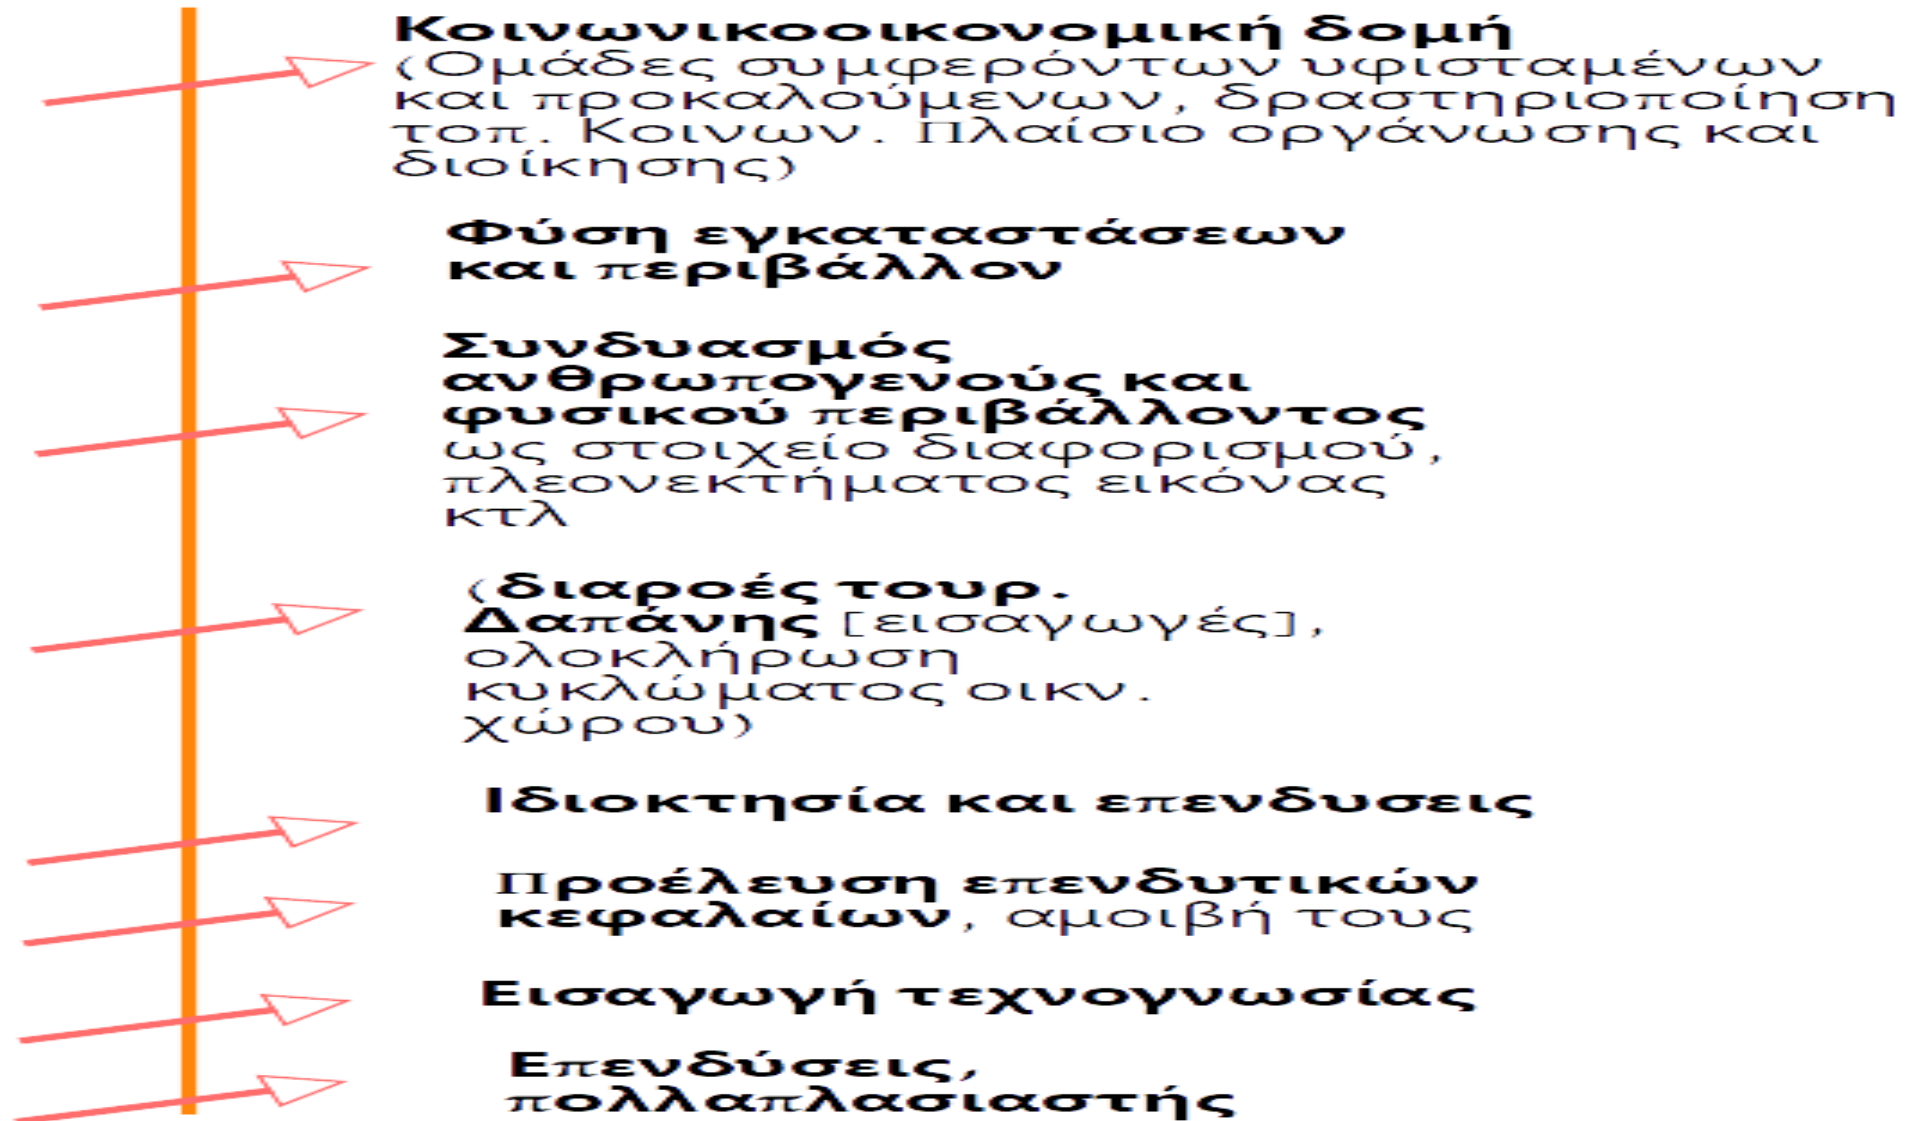 Κοινωνικοοικονομική δομή
(Ομάδες συμφερόντων υφισταμένων
και προκαλούμενων, δραστηριοποίηση
τοπ. Κοινων. Πλαίσιο οργάνωσης και
διοίκησης)
Φύση εγκαταστάσεων
και περιβάλλον
Συνδυασμός
ανθρωπογενούς και
φυσικού περιβάλλοντος
ως στοιχείο διαφορισμού,
πλεονεκτήματος εικόνας
κτλ
(διαροές τουρ.
Δαπάνης [εισαγωγές],
ολοκλήρωση
κυκλώματος οικν.
χώρου)
Ιδιοκτησία και επενδυσεις
Προέλευση επενδυτικών
κεφαλαίων, αμοιβή τους
Εισαγωγή τεχνογνωσίας
Επενδύσεις,
πολλαπλασιαστής